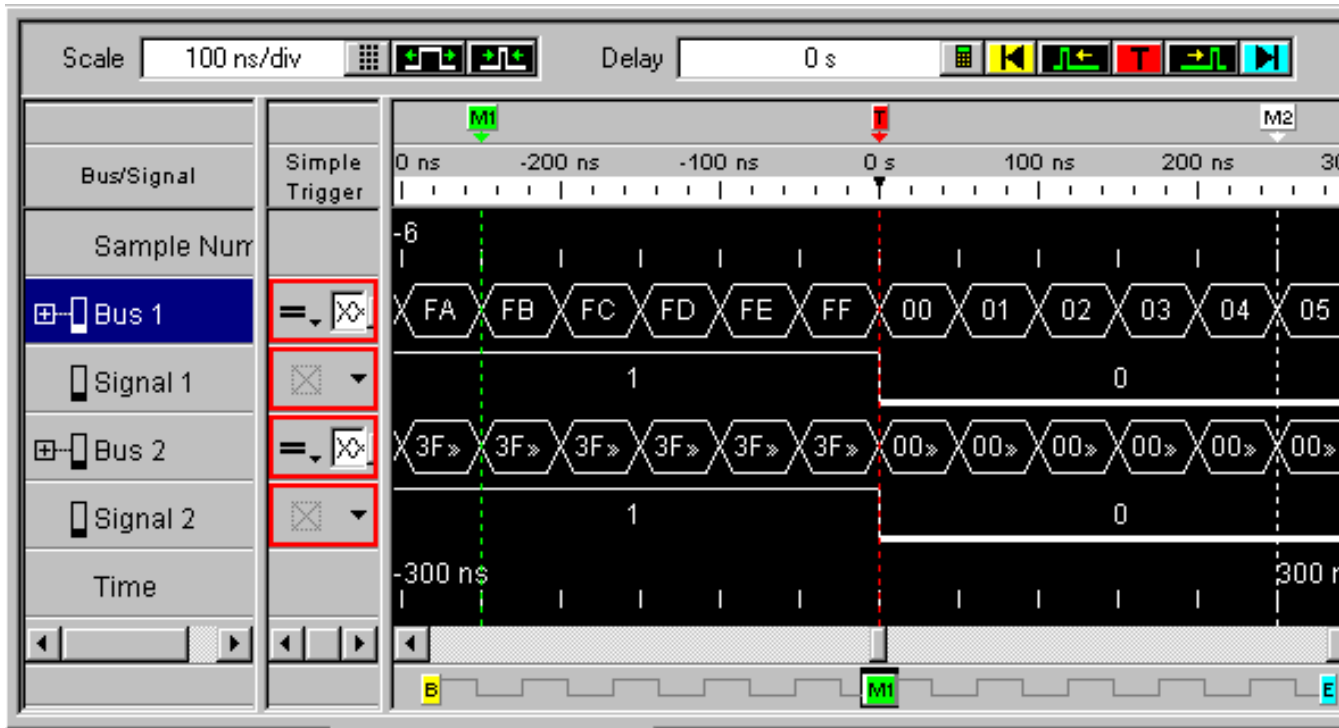 Scale 100 ns/div Delay 0 s T
M1 T M2
Bus/Signal Simple Trigger 0 ns -200 ns -100 ns 0 s 100 ns 200 ns 30
Sample Num -6
Bus 1 = FA FB FC FD FE FF 00 01 02 03 04 05
Signal 1 1 0
Bus 2 = 3F» 3F» 3F» 3F» 3F» 3F» 00» 00» 00» 00» 00» 00»
Signal 2 1 0
Time -300 ns 300 n
B M1 E